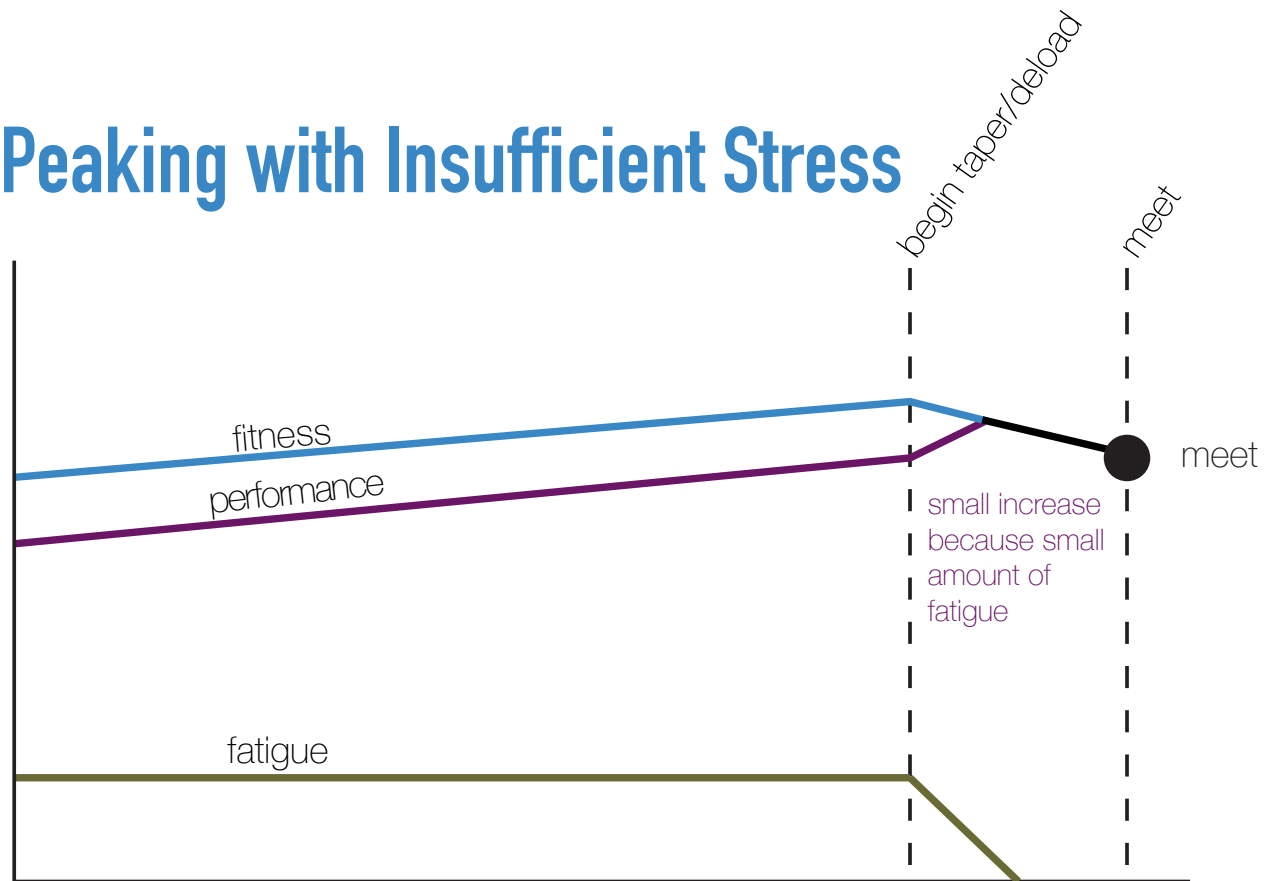 Peaking with Insufficient Stress
begin taper/deload
meet
fitness
performance
meet
small increase
because small
amount of
fatigue
fatigue